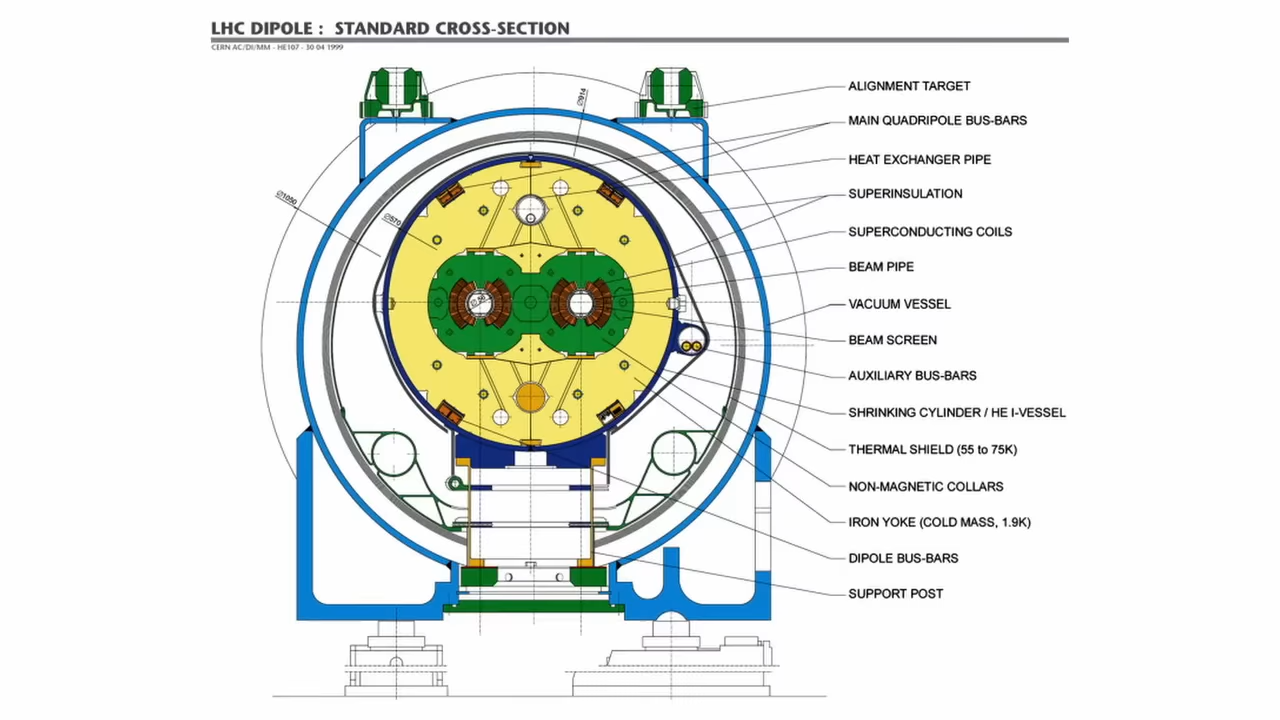 LHC DIPOLE : STANDARD CROSS-SECTION
CERN AC/DI/MM - HE107 - 30 04 1999
ALIGNMENT TARGET
MAIN QUADRIPOLE BUS-BARS
HEAT EXCHANGER PIPE
SUPERINSULATION
SUPERCONDUCTING COILS
BEAM PIPE
VACUUM VESSEL
BEAM SCREEN
AUXILIARY BUS-BARS
SHRINKING CYLINDER / HE I-VESSEL
THERMAL SHIELD (55 to 75K)
NON-MAGNETIC COLLARS
IRON YOKE (COLD MASS, 1.9K)
DIPOLE BUS-BARS
SUPPORT POST
∅914
∅1050
∅570